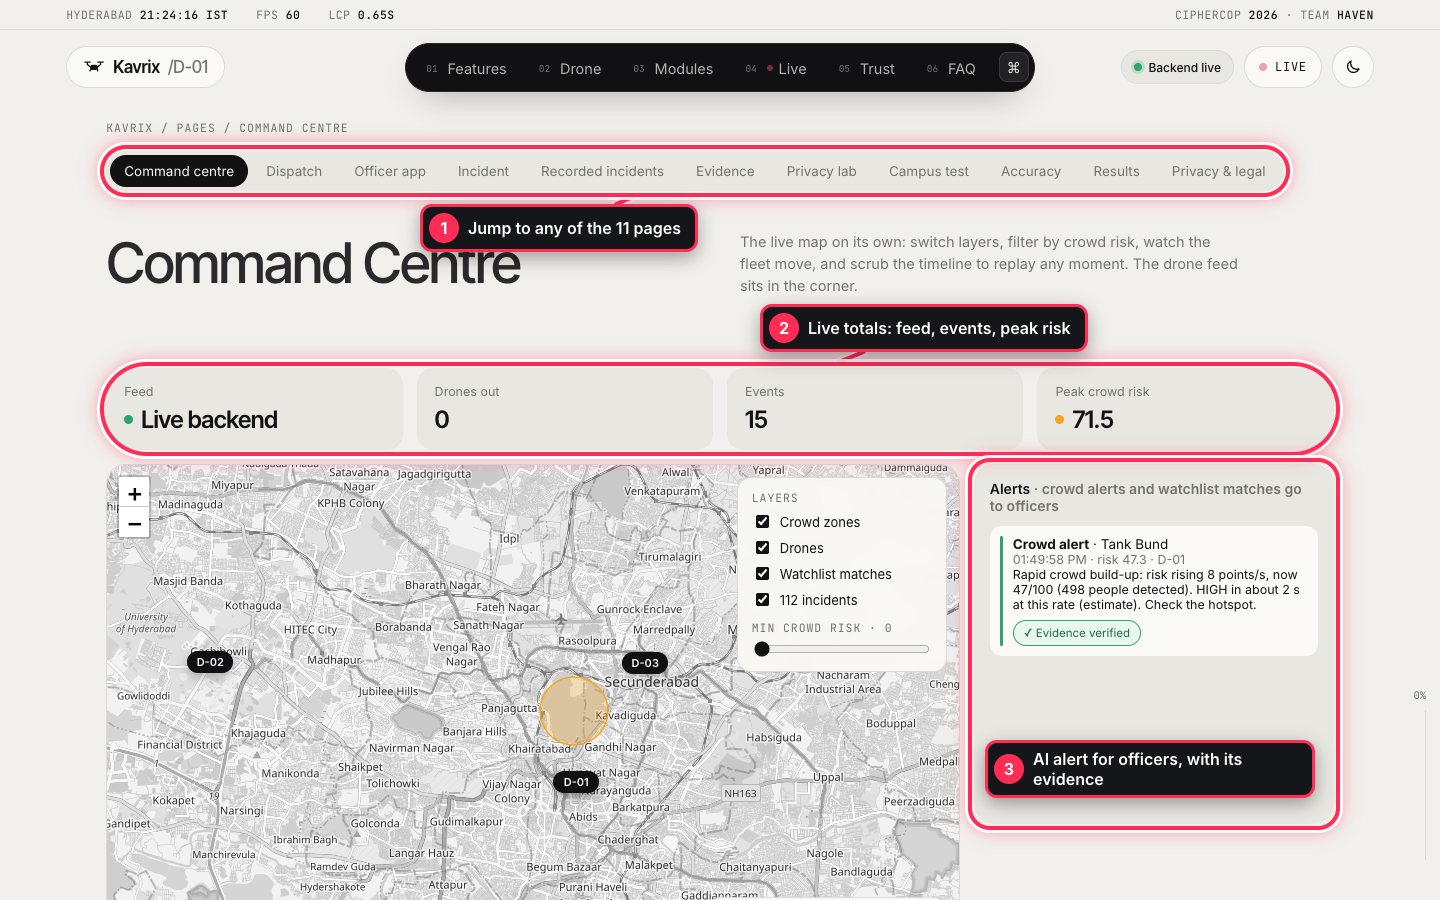 HYDERABAD 21:24:16 IST FPS 60 LCP 0.65S
CIPHERCOP 2026 · TEAM HAVEN
Kavrix /D-01
01 Features 02 Drone 03 Modules 04 Live 05 Trust 06 FAQ ⌘
Backend live
LIVE
KAVRIX / PAGES / COMMAND CENTRE
Command centre Dispatch Officer app Incident Recorded incidents Evidence Privacy lab Campus test Accuracy Results Privacy & legal
1 Jump to any of the 11 pages
Command Centre
The live map on its own: switch layers, filter by crowd risk, watch the
fleet move, and scrub the timeline to replay any moment. The drone feed
sits in the corner.
2 Live totals: feed, events, peak risk
Feed
Live backend
Drones out
0
Events
15
Peak crowd risk
71.5
+
−
LAYERS
Crowd zones
Drones
Watchlist matches
112 incidents
MIN CROWD RISK · 0
Satavahana
Nagar
Jagadgirigutta
Alwal
Yapral
Dammaiguda
Miyapur
Madinaguda
KPHB Colony
Venkatapuram
Idpl
Tirumalagiri
Masjid Banda
Bharath Nagar
Kothaguda
Fateh Nagar
Gunrock Enclave
University
of Hyderabad
HITEC City
Borabanda
Sanath Nagar
Marredpally
Rasoolpura
Vengal Rao
Nagar
Madhapur
D-02
D-03
Secunderabad
Nacharam
Industrial Area
Cheng
Gowlidoddi
Jubilee Hills
Panjagutta
Kavadiguda
Boduppal
Khajaguda
Banjara Hills
Habsiguda
Financial District
Navirman Nagar
Khairatabad
Gandhi Nagar
Medpal
Shaikpet
Manikonda
Tolichowki
Vijay Nagar
Colony
D-01
Uppal
Kokapet
19
Narsingi
NH163
Peerzadiguda
Barkatpura
Abids
Gandipet
Golconda
Gudimalkapur
Ibrahim Bagh
Chaderghat
Manchirevula
Langar Hauz
Nagole
Ramdev Guda
Begum Bazaar
Malakpet
Chaitanyapuri
Bandlaguda
Hydershakote
Attapur
Purani Haveli
Gaddiannaram
Alerts · crowd alerts and watchlist matches go
to officers
Crowd alert · Tank Bund
01:49:58 PM · risk 47.3 · D-01
Rapid crowd build-up: risk rising 8 points/s, now
47/100 (498 people detected). HIGH in about 2 s
at this rate (estimate). Check the hotspot.
✓ Evidence verified
3 AI alert for officers, with its
evidence
0%